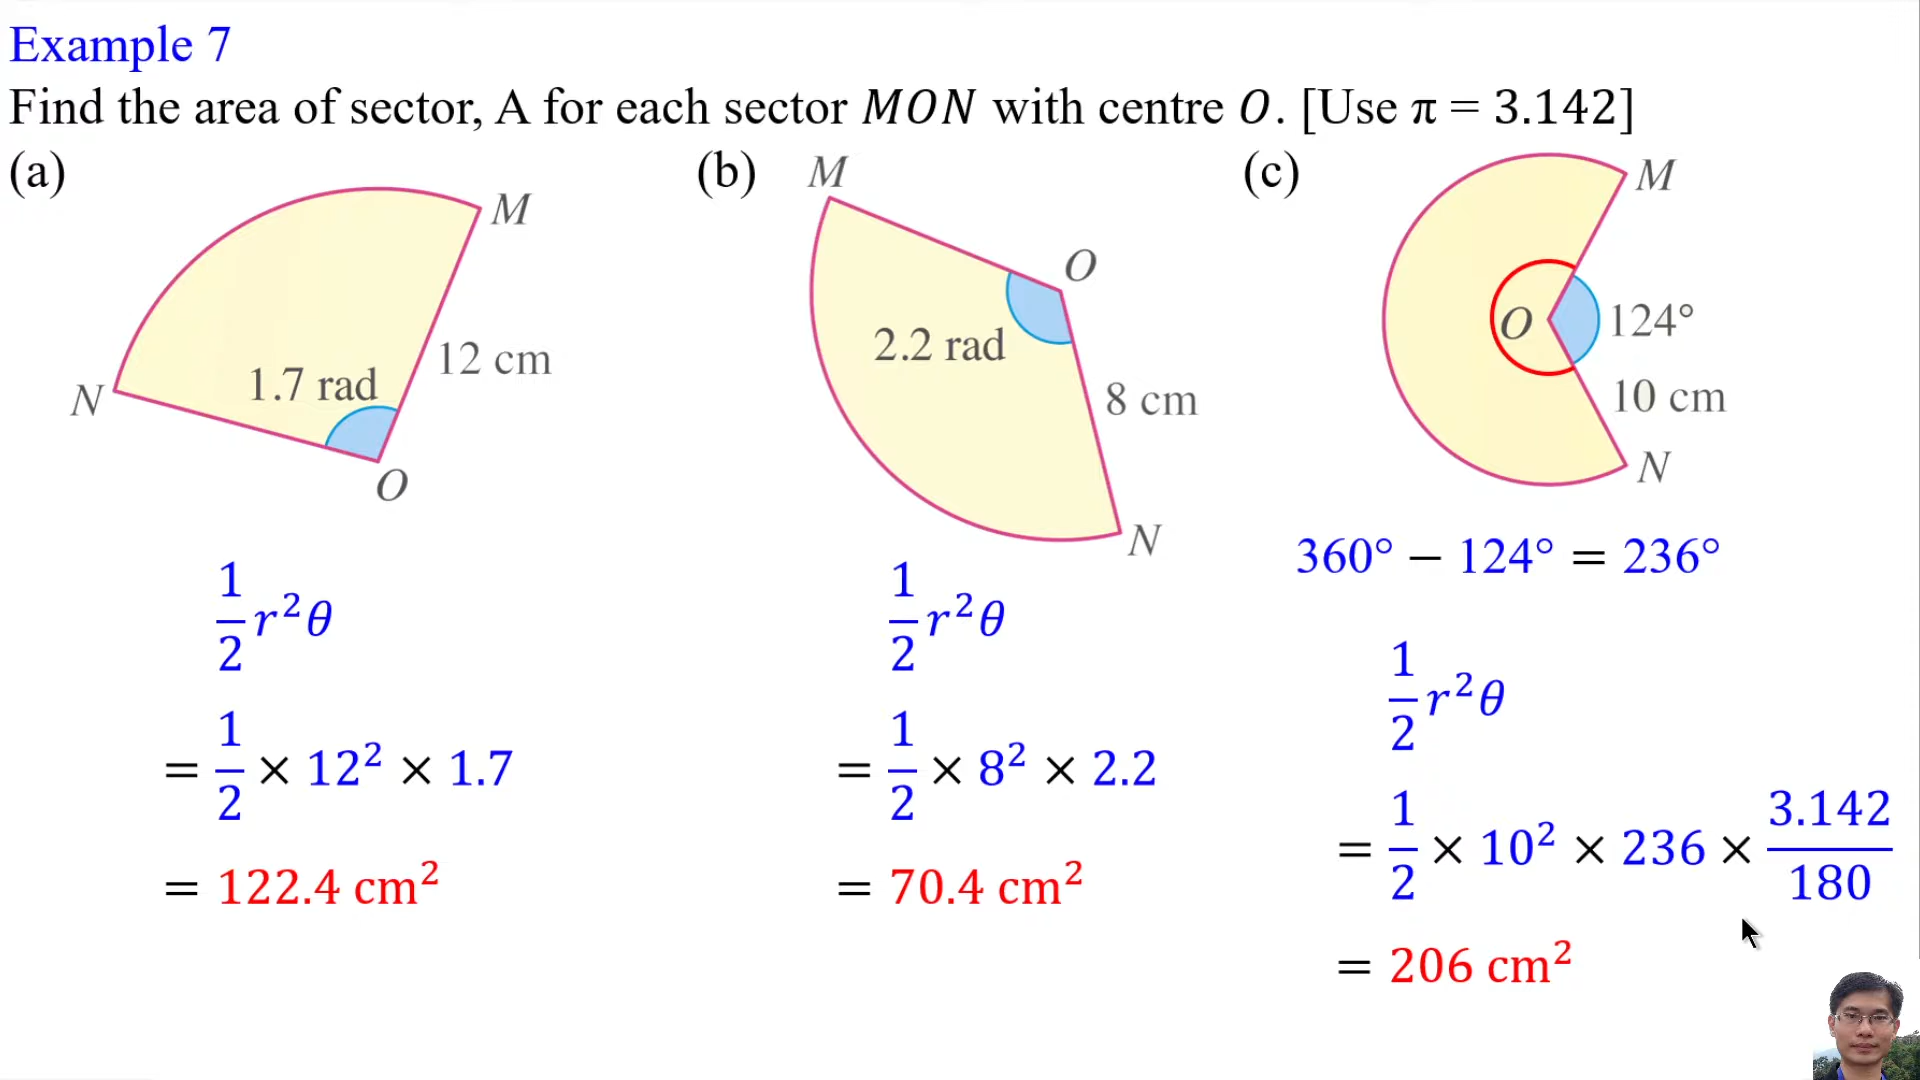 Example 7
Find the area of sector, A for each sector MON with centre O. [Use π = 3.142]
(a)
M
12 cm
1.7 rad
N
O
1/2 r²θ
= 1/2 × 12² × 1.7
= 122.4 cm²
(b)
M
O
2.2 rad
8 cm
N
1/2 r²θ
= 1/2 × 8² × 2.2
= 70.4 cm²
(c)
M
O
124°
10 cm
N
360° − 124° = 236°
1/2 r²θ
= 1/2 × 10² × 236 × 3.142/180
= 206 cm²